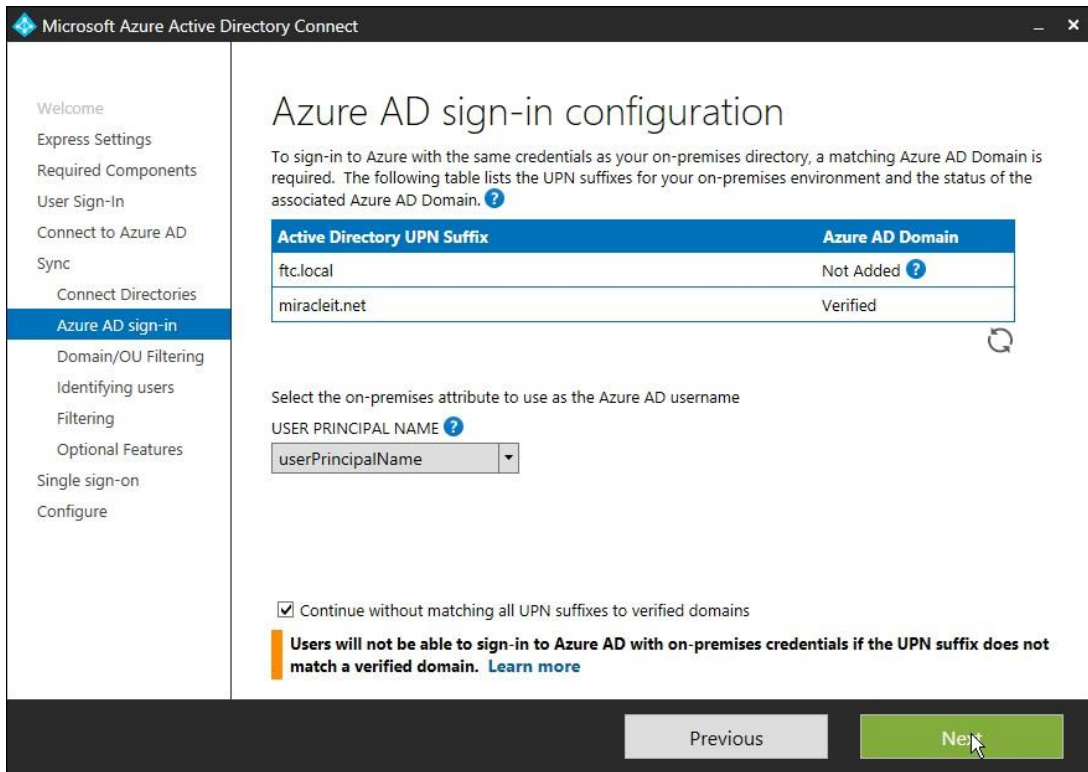 Microsoft Azure Active Directory Connect
Welcome
Express Settings
Required Components
User Sign-In
Connect to Azure AD
Sync
Connect Directories
Azure AD sign-in
Domain/OU Filtering
Identifying users
Filtering
Optional Features
Single sign-on
Configure
Azure AD sign-in configuration
To sign-in to Azure with the same credentials as your on-premises directory, a matching Azure AD Domain is
required. The following table lists the UPN suffixes for your on-premises environment and the status of the
associated Azure AD Domain. ?
Active Directory UPN Suffix Azure AD Domain
ftc.local Not Added ?
miracleit.net Verified
Select the on-premises attribute to use as the Azure AD username
USER PRINCIPAL NAME ?
userPrincipalName
Continue without matching all UPN suffixes to verified domains
Users will not be able to sign-in to Azure AD with on-premises credentials if the UPN suffix does not
match a verified domain. Learn more
Previous Next